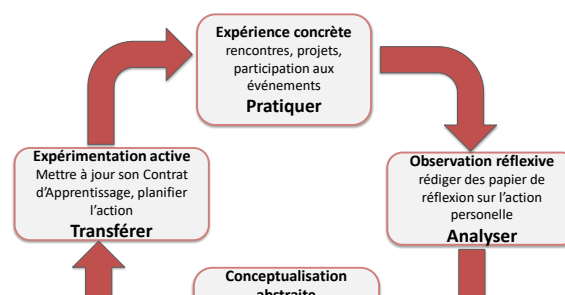 Expérience concrète
rencontres, projets,
participation aux
événements
Pratiquer
Expérimentation active
Mettre à jour son Contrat
d'Apprentissage, planifier
l'action
Transférer
Observation réflexive
rédiger des papier de
réflexion sur l'action
personelle
Analyser
Conceptualisation
abstraite